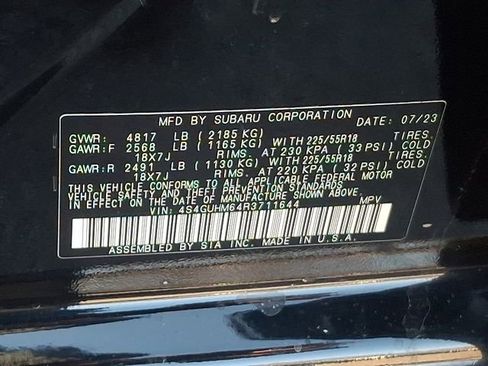 MFD BY SUBARU CORPORATION DATE: 07/23
GVWR: 4817 LB (2185 KG)
GAWR:F 2568 LB (1165 KG) WITH 225/55R18 TIRES.
18X7J RIMS. AT 230 KPA (33 PSI) COLD
GAWR:R 2491 LB (1130 KG) WITH 225/55R18 TIRES.
18X7J RIMS. AT 220 KPA (32 PSI) COLD
THIS VEHICLE CONFORMS TO ALL APPLICABLE FEDERAL MOTOR
VEHICLE SAFETY AND THEFT PREVENTION STANDARDS
IN EFFECT ON THE DATE OF MANUFACTURE SHOWN ABOVE.
VIN: 4S4GUHM64R3711644 MPV
ASSEMBLED BY SIA INC. MADE IN U.S.A.